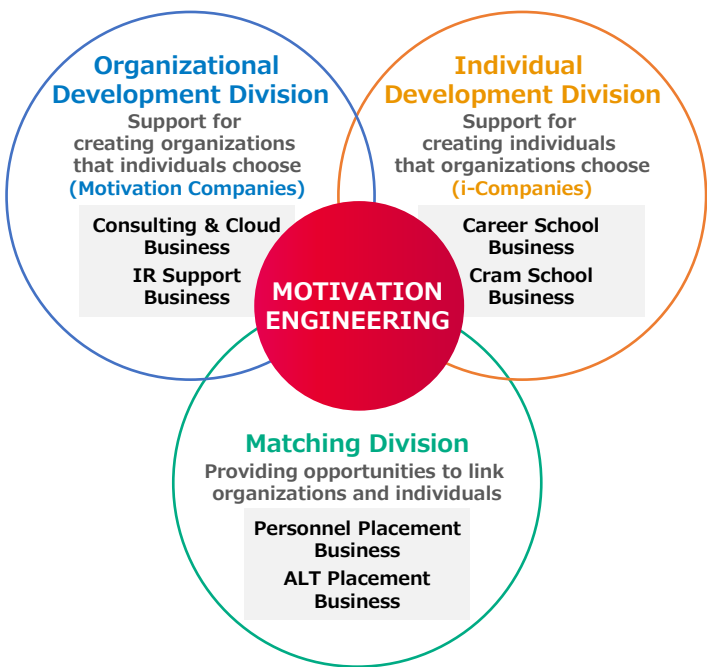 Organizational
Development Division
Support for
creating organizations
that individuals choose
(Motivation Companies)
Consulting & Cloud
Business
IR Support
Business
Individual
Development Division
Support for
creating individuals
that organizations choose
(i-Companies)
Career School
Business
Cram School
Business
MOTIVATION
ENGINEERING
Matching Division
Providing opportunities to link
organizations and individuals
Personnel Placement
Business
ALT Placement
Business